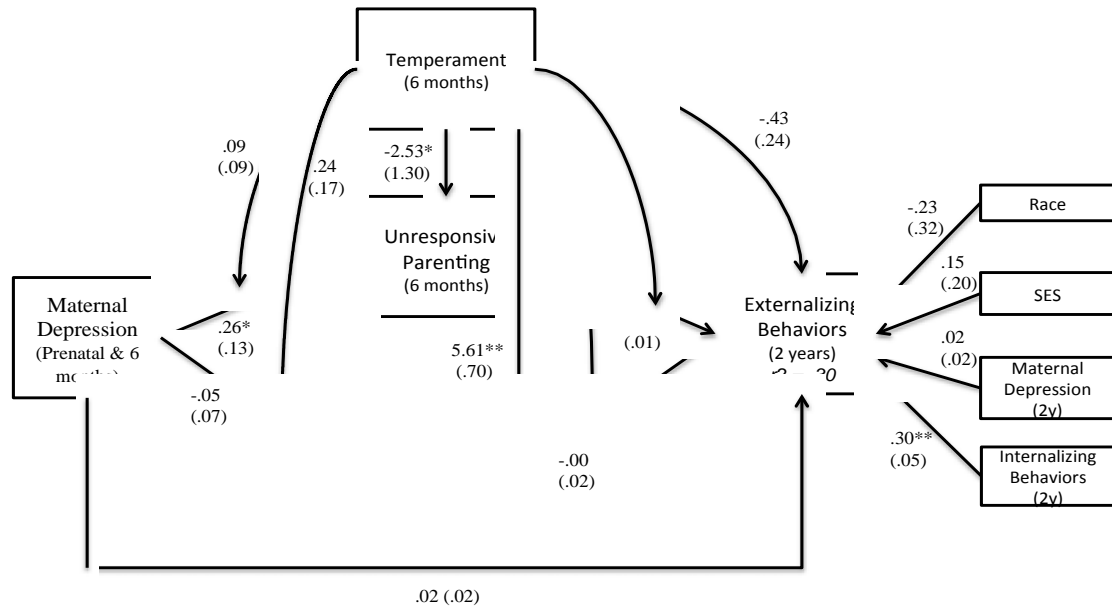 Temperament
(6 months)
-.43
(.24)
.09
(.09)
.24
(.17)
-2.53*
(1.30)
Race
-.23
(.32)
Unresponsiv
Parenting
(6 months)
.15
(.20)
SES
Maternal
Depression
(Prenatal & 6
.26*
(.13)
Externalizing
Behaviors
(2 years)
(.01)
5.61**
(.70)
.02
(.02)
Maternal
Depression
(2y)
-.05
(.07)
.30**
(.05)
Internalizing
Behaviors
(2y)
-.00
(.02)
.02 (.02)